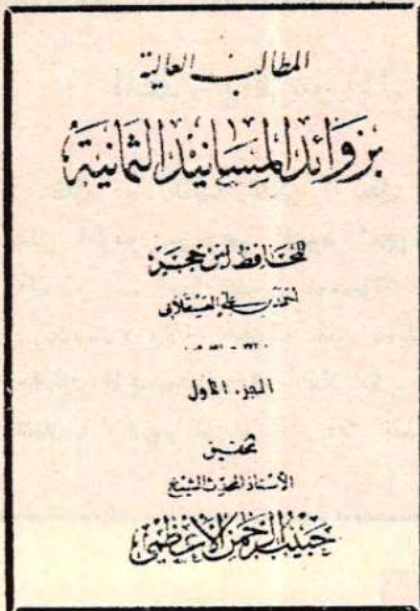 المطالب العالية
بزوائد المسانيد الثمانية
للحافظ ابن حجر
أحمد بن علي العسقلاني
الجزء الأول
تحقيق
الأستاذ المحدث الشيخ
حبيب الرحمن الأعظمي